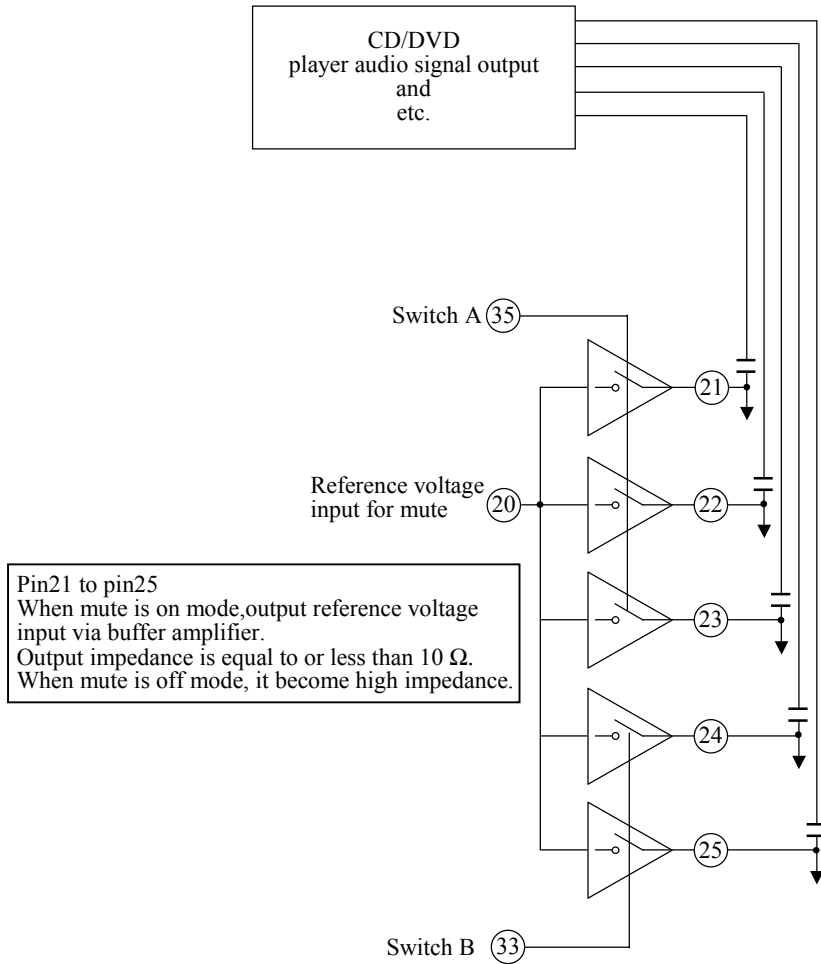 CD/DVD
player audio signal output
and
etc.
Switch A 35
21
Reference voltage
input for mute
20
22
Pin21 to pin25
When mute is on mode,output reference voltage
input via buffer amplifier.
Output impedance is equal to or less than 10 Ω.
When mute is off mode, it become high impedance.
23
24
25
Switch B 33